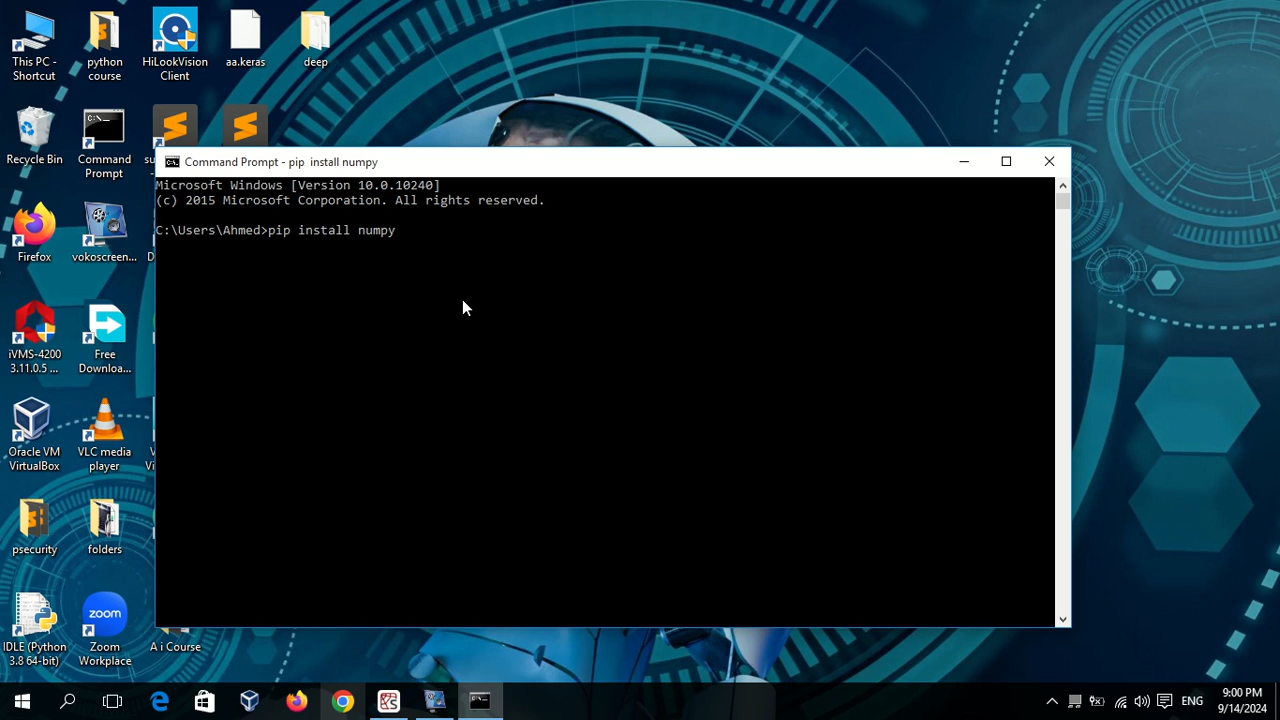 This PC - Shortcut
python course
HiLookVision Client
aa.keras
deep
Recycle Bin
Command Prompt
su
Command Prompt - pip  install numpy
Microsoft Windows [Version 10.0.10240]
(c) 2015 Microsoft Corporation. All rights reserved.
C:\Users\Ahmed>pip install numpy
Firefox
vokoscreen...
D
iVMS-4200 3.11.0.5 ...
Free Downloa...
Oracle VM VirtualBox
VLC media player
V
Vi
psecurity
folders
IDLE (Python 3.8 64-bit)
zoom
Zoom Workplace
A i Course
ENG
9:00 PM
9/14/2024